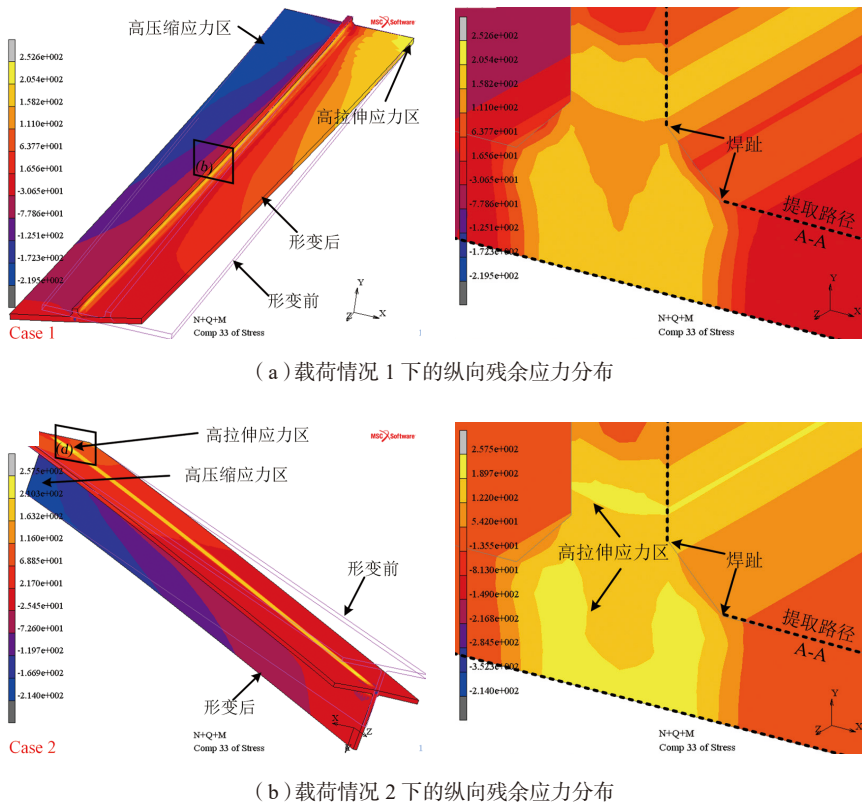 高压缩应力区
MSC Software
2.526e+002
2.054e+002
1.582e+002
1.110e+002
6.377e+001
1.656e+001
-3.065e+001
-7.786e+001
-1.251e+002
-1.723e+002
-2.195e+002
高拉伸应力区
(b)
形变后
形变前
Y
Z
X
N+Q+M
Comp 33 of Stress
1
Case 1
2.526e+002
2.054e+002
1.582e+002
1.110e+002
6.377e+001
1.656e+001
-3.065e+001
-7.786e+001
-1.251e+002
-1.723e+002
-2.195e+002
焊趾
提取路径
A-A
Y
Z
X
N+Q+M
Comp 33 of Stress
(a)载荷情况 1 下的纵向残余应力分布
高拉伸应力区
MSC Software
(d)
高压缩应力区
2.575e+002
2.103e+002
1.632e+002
1.160e+002
6.885e+001
2.170e+001
-2.545e+001
-7.260e+001
-1.197e+002
-1.669e+002
-2.140e+002
形变前
形变后
X
Z
N+Q+M
Comp 33 of Stress
1
Case 2
2.575e+002
1.897e+002
1.220e+002
5.420e+001
-1.355e+001
-8.130e+001
-1.490e+002
-2.168e+002
-2.845e+002
-3.523e+002
-2.140e+002
高拉伸应力区
焊趾
提取路径
A-A
Y
Z
X
N+Q+M
Comp 33 of Stress
(b)载荷情况 2 下的纵向残余应力分布